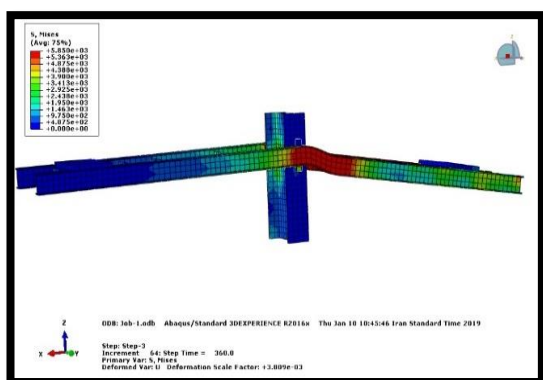 S, Mises
(Avg: 75%)
+5.850e+03
+5.363e+03
+4.875e+03
+4.388e+03
+3.900e+03
+3.413e+03
+2.925e+03
+2.438e+03
+1.950e+03
+1.463e+03
+9.750e+02
+4.875e+02
+0.000e+00
Z
X Y
ODB: Job-1.odb Abaqus/Standard 3DEXPERIENCE R2016x Thu Jan 10 10:45:46 Iran Standard Time 2019
Step: Step-3
Increment 64: Step Time = 360.0
Primary Var: S, Mises
Deformed Var: U Deformation Scale Factor: +3.009e-03